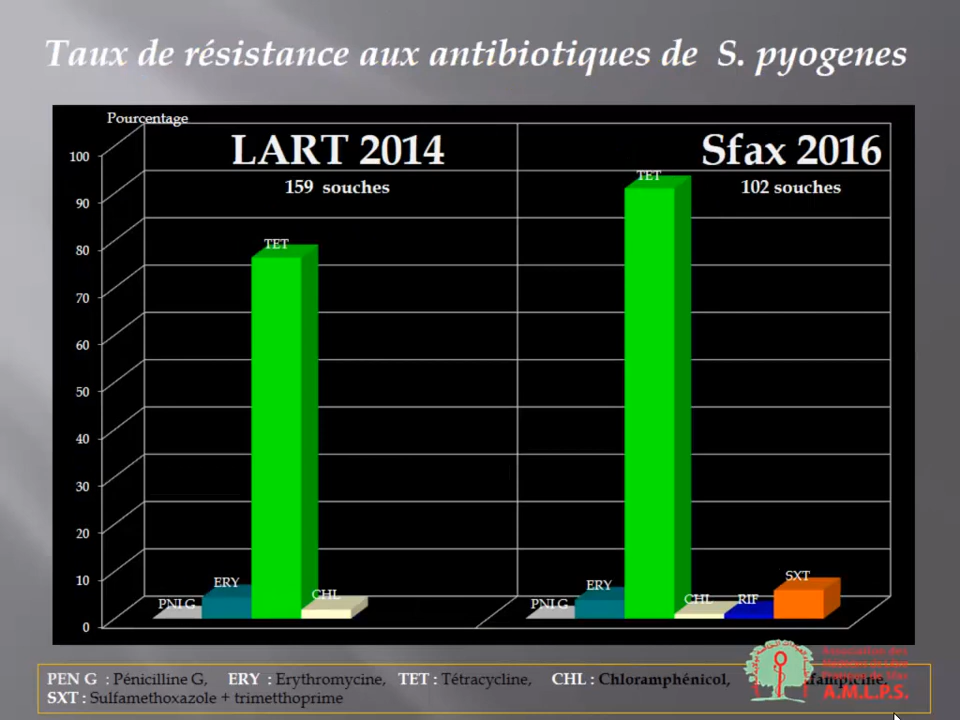 Taux de résistance aux antibiotiques de S. pyogenes
Pourcentage
LART 2014
159 souches
Sfax 2016
102 souches
100
90
80
70
60
50
40
30
20
10
0
PNI G
ERY
TET
CHL
PNI G
ERY
TET
CHL
RIF
SXT
PEN G : Pénicilline G, ERY : Erythromycine, TET : Tétracycline, CHL : Chloramphénicol,
SXT : Sulfamethoxazole + trimetthoprime
A.M.L.P.S.